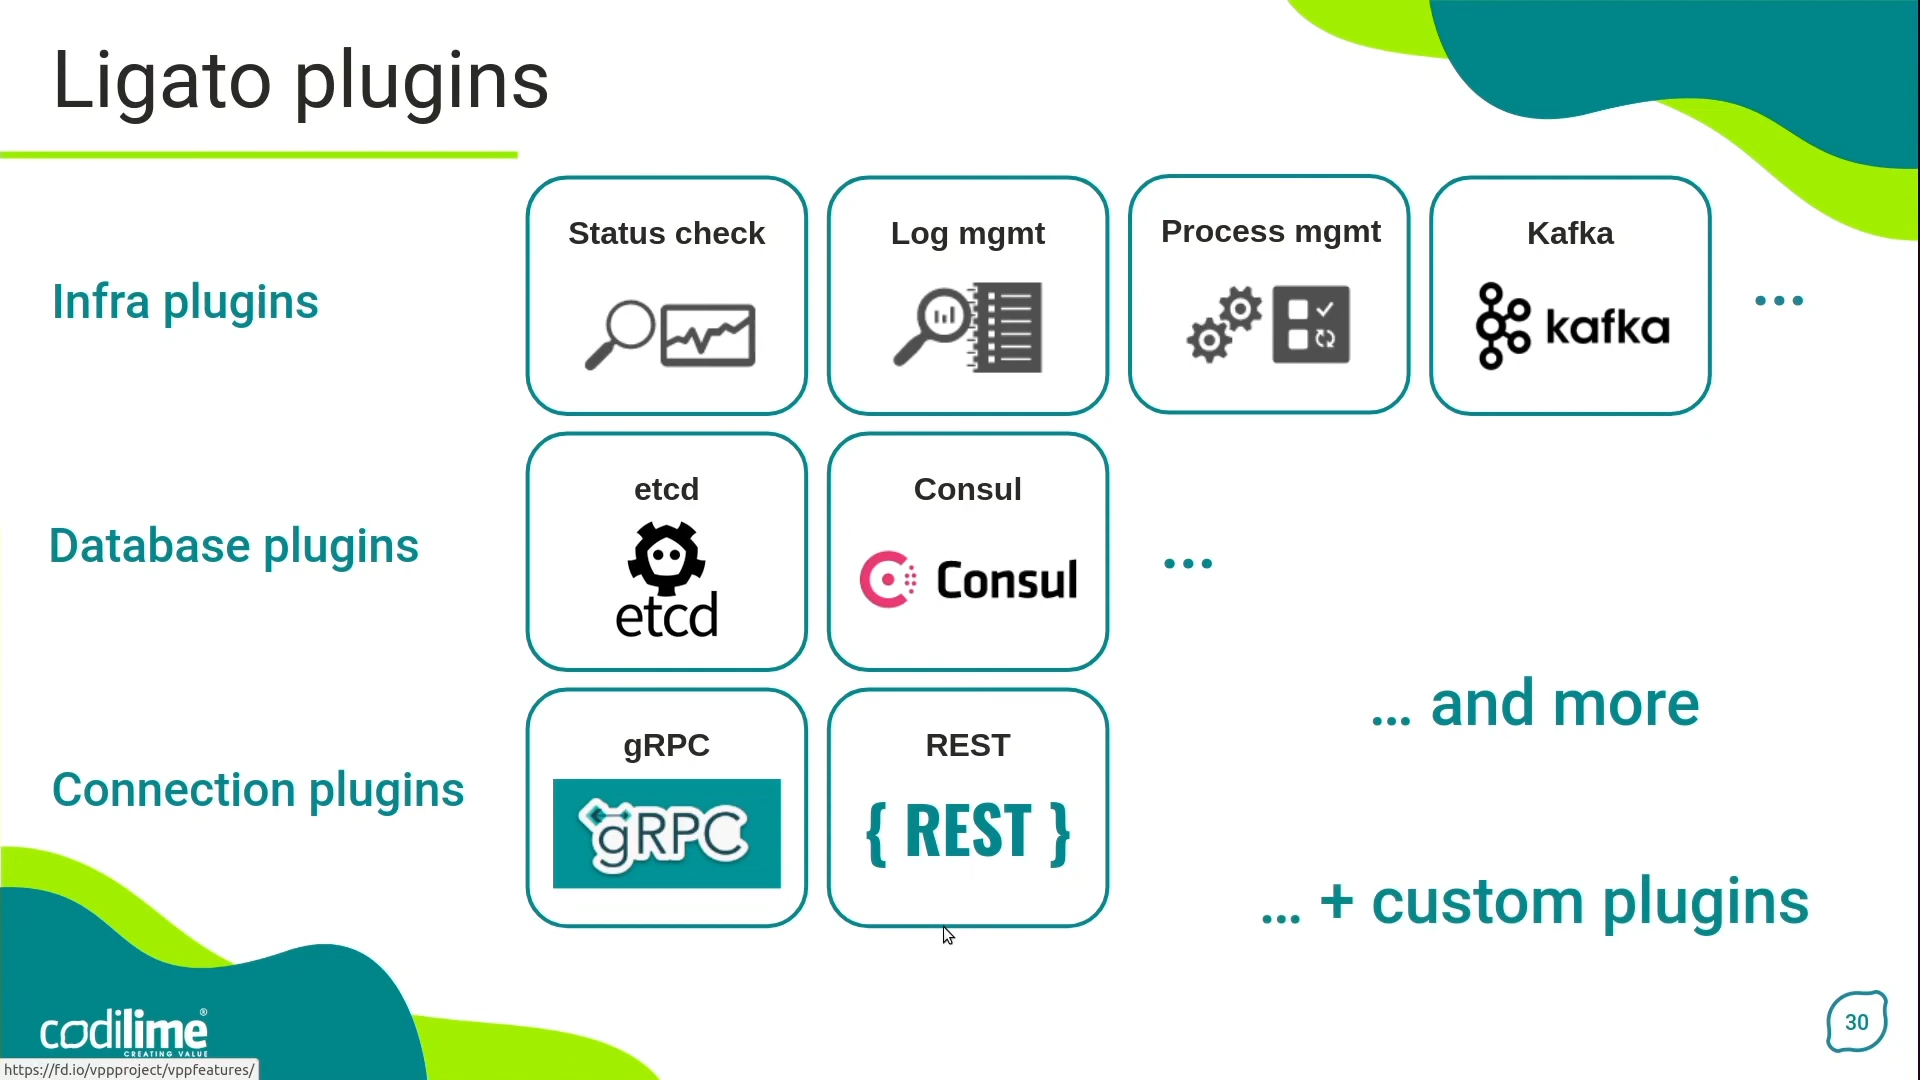 Ligato plugins
Infra plugins
Status check
Log mgmt
Process mgmt
Kafka
kafka
...
Database plugins
etcd
etcd
Consul
Consul
...
Connection plugins
gRPC
gRPC
REST
{ REST }
... and more
... + custom plugins
codilime®
CREATING VALUE
https://fd.io/vppproject/vppfeatures/
30